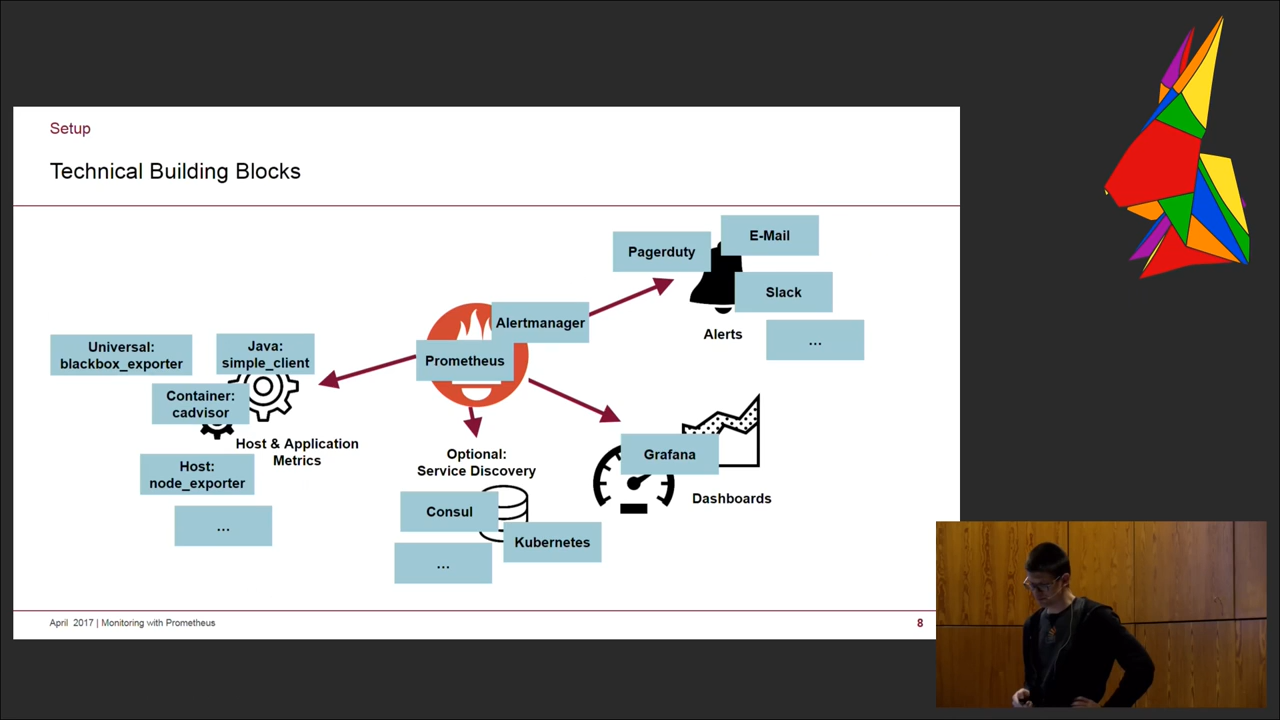 Setup
Technical Building Blocks
Pagerduty
E-Mail
Slack
...
Alerts
Alertmanager
Prometheus
Universal:
blackbox_exporter
Java:
simple_client
Container:
cadvisor
Host & Application
Metrics
Host:
node_exporter
...
Optional:
Service Discovery
Consul
Kubernetes
...
Grafana
Dashboards
April 2017 | Monitoring with Prometheus
8